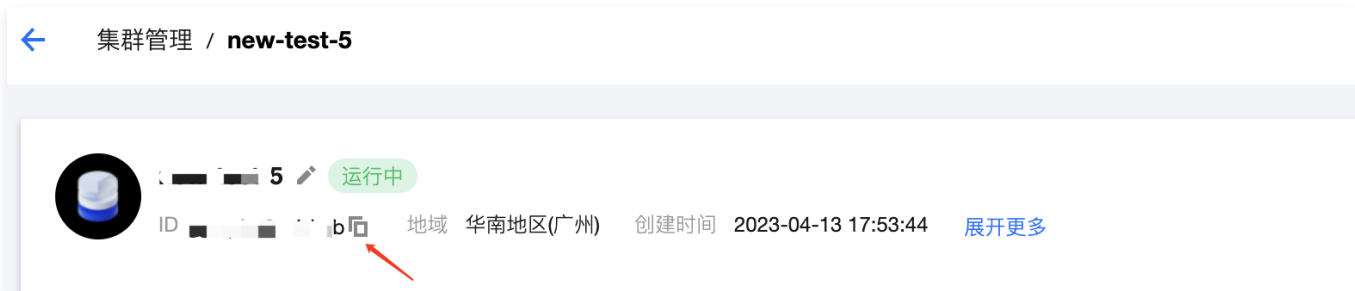 集群管理 / new-test-5
5 运行中
ID b 地域 华南地区(广州) 创建时间 2023-04-13 17:53:44 展开更多